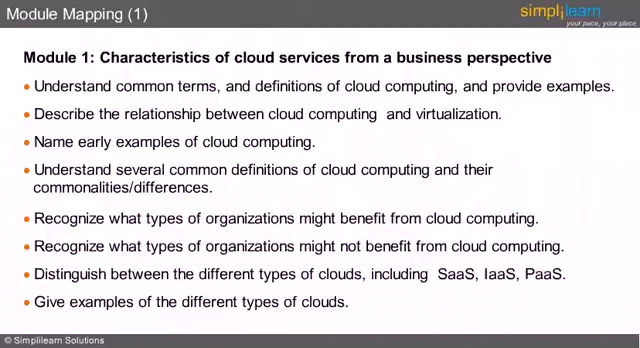 Module Mapping (1)
simplilearn
your pace, your place
Module 1: Characteristics of cloud services from a business perspective
• Understand common terms, and definitions of cloud computing, and provide examples.
• Describe the relationship between cloud computing and virtualization.
• Name early examples of cloud computing.
• Understand several common definitions of cloud computing and their
commonalities/differences.
• Recognize what types of organizations might benefit from cloud computing.
• Recognize what types of organizations might not benefit from cloud computing.
• Distinguish between the different types of clouds, including SaaS, IaaS, PaaS.
• Give examples of the different types of clouds.
© Simplilearn Solutions